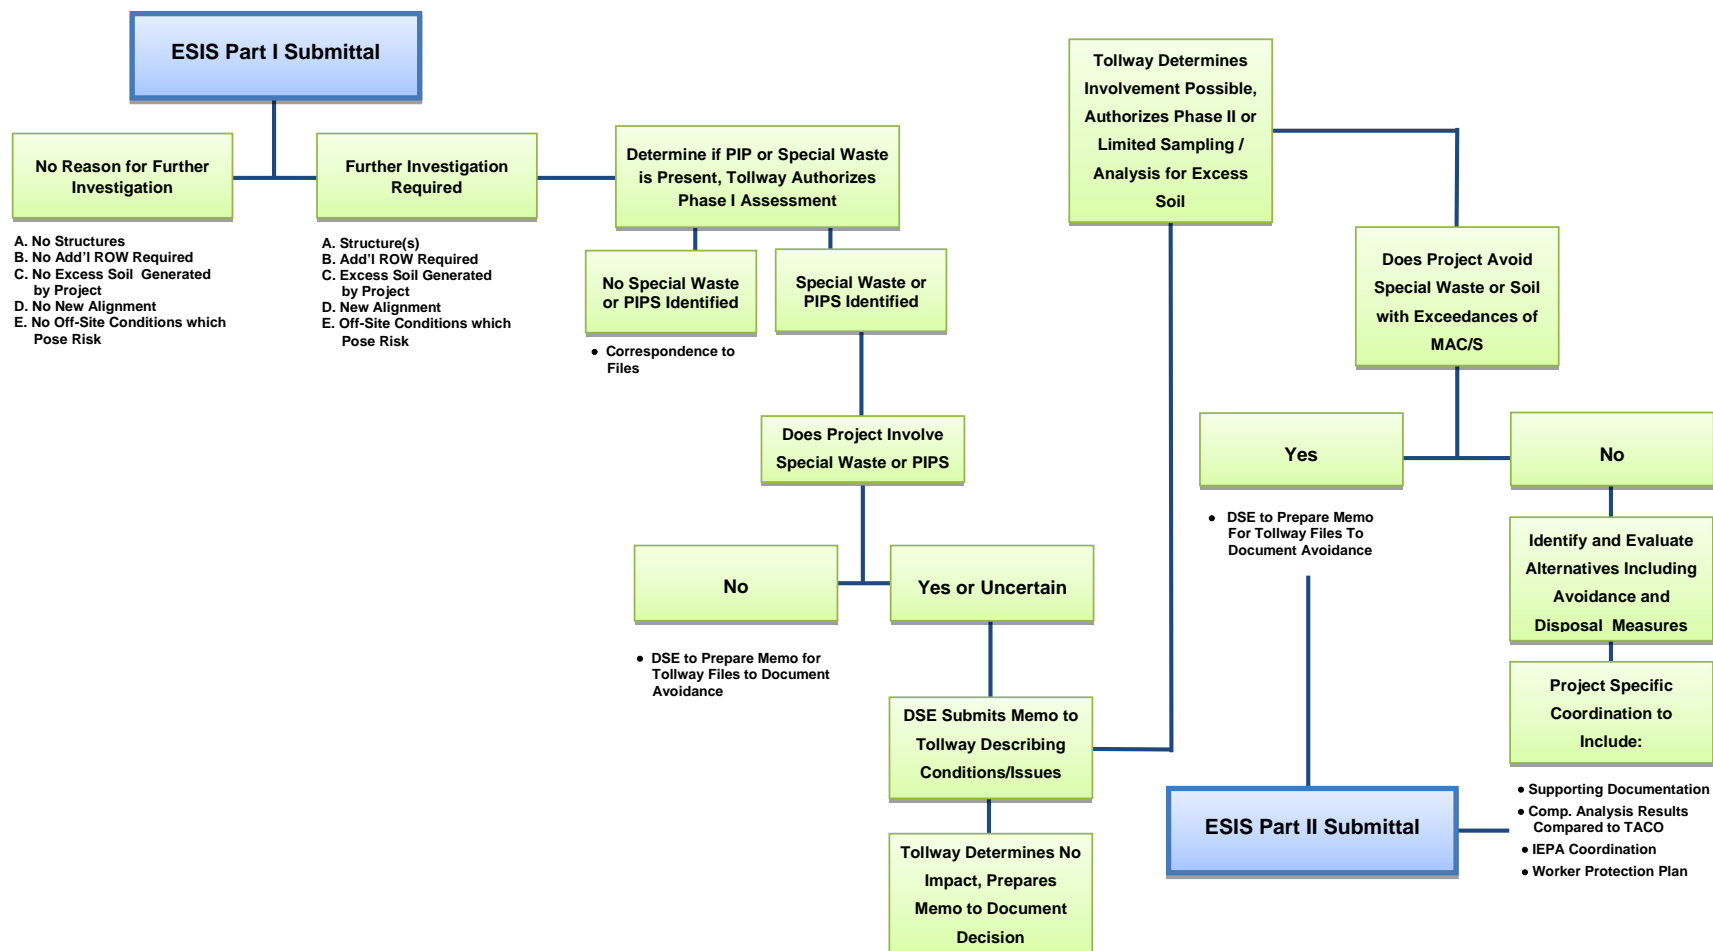 ESIS Part I Submittal
No Reason for Further
Investigation
A. No Structures
B. No Add'l ROW Required
C. No Excess Soil Generated
by Project
D. No New Alignment
E. No Off-Site Conditions which
Pose Risk
Further Investigation
Required
A. Structure(s)
B. Add'l ROW Required
C. Excess Soil Generated
by Project
D. New Alignment
E. Off-Site Conditions which
Pose Risk
Determine if PIP or Special Waste
is Present, Tollway Authorizes
Phase I Assessment
No Special Waste
or PIPS Identified
• Correspondence to
Files
Special Waste or
PIPS Identified
Does Project Involve
Special Waste or PIPS
No
• DSE to Prepare Memo for
Tollway Files to Document
Avoidance
Yes or Uncertain
DSE Submits Memo to
Tollway Describing
Conditions/Issues
Tollway Determines No
Impact, Prepares
Memo to Document
Decision
Tollway Determines
Involvement Possible,
Authorizes Phase II or
Limited Sampling /
Analysis for Excess
Soil
Does Project Avoid
Special Waste or Soil
with Exceedances of
MAC/S
Yes
• DSE to Prepare Memo
For Tollway Files To
Document Avoidance
No
Identify and Evaluate
Alternatives Including
Avoidance and
Disposal Measures
Project Specific
Coordination to
Include:
• Supporting Documentation
• Comp. Analysis Results
Compared to TACO
• IEPA Coordination
• Worker Protection Plan
ESIS Part II Submittal